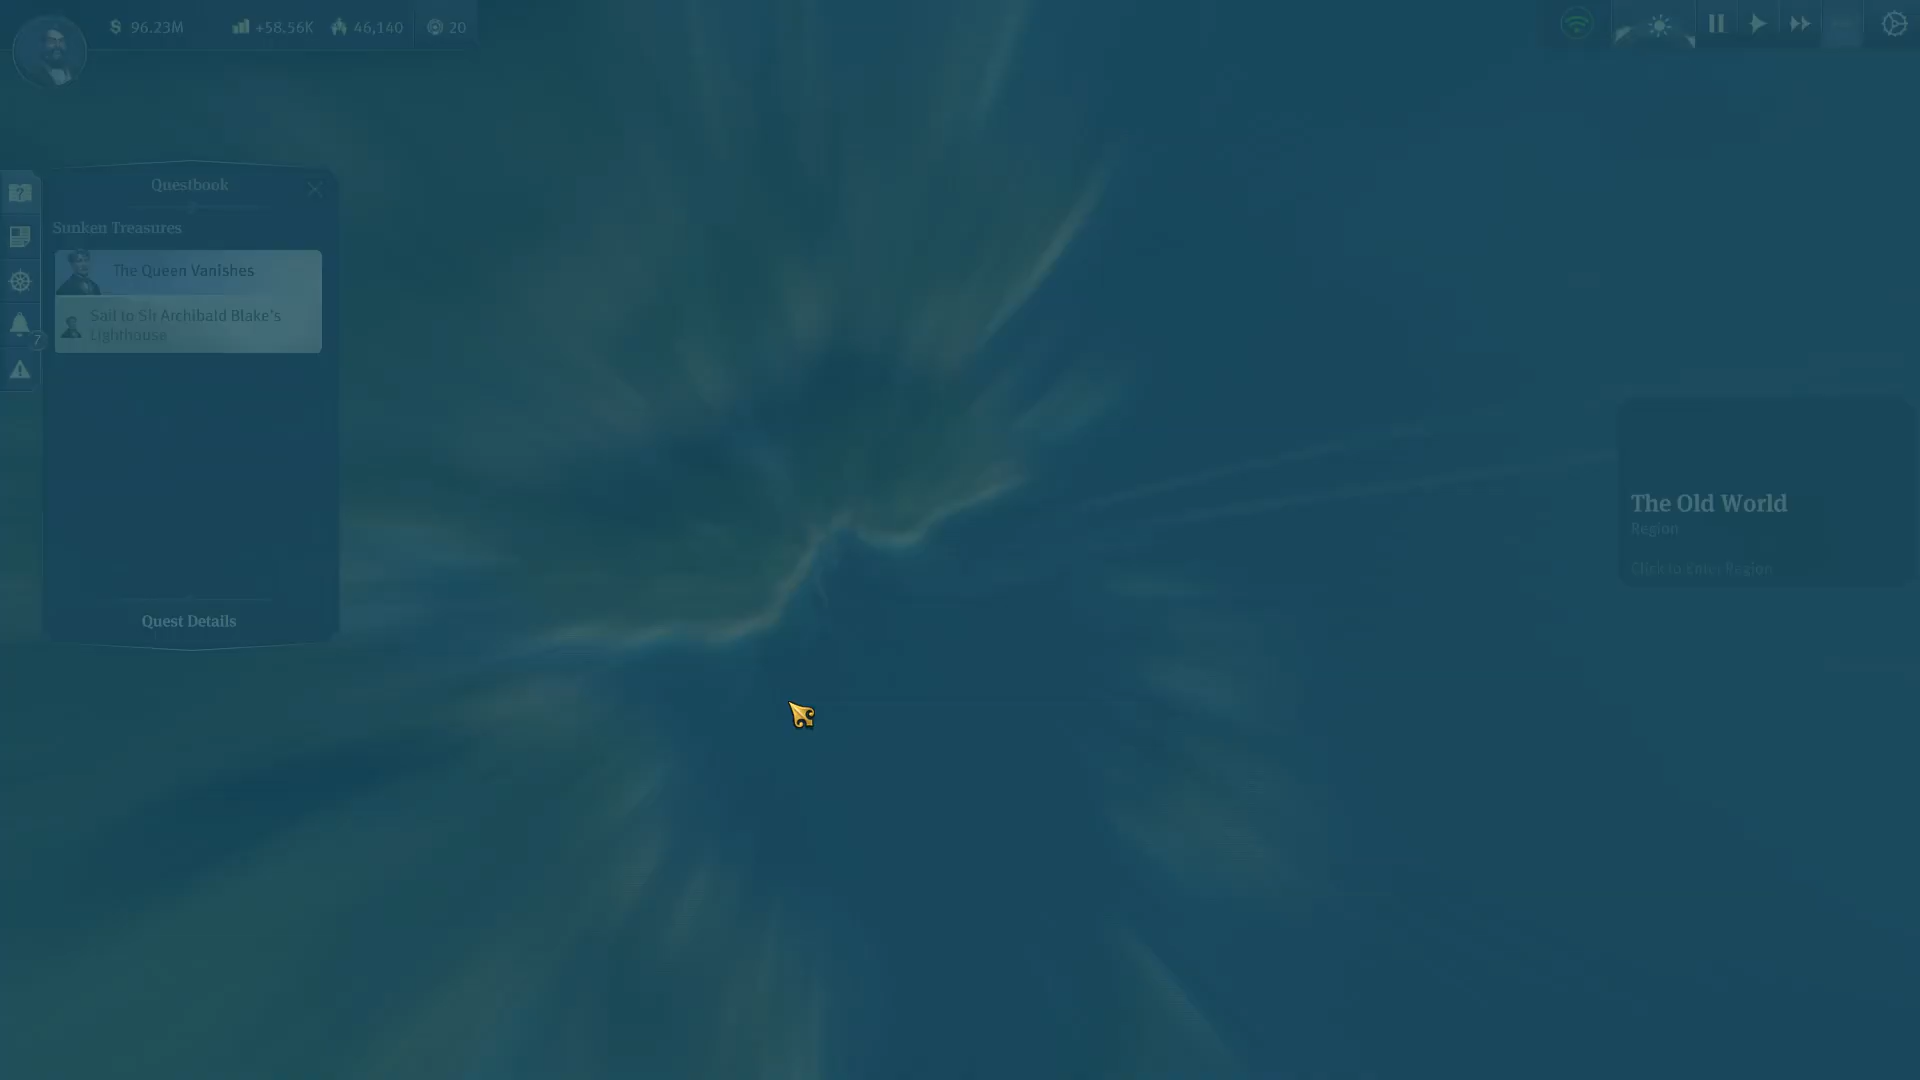 96.23M
+58.56K
46,140
20
Questbook
Sunken Treasures
The Queen Vanishes
Sail to Sir Archibald Blake's
Lighthouse
7
Quest Details
The Old World
Region
Click to Enter Region